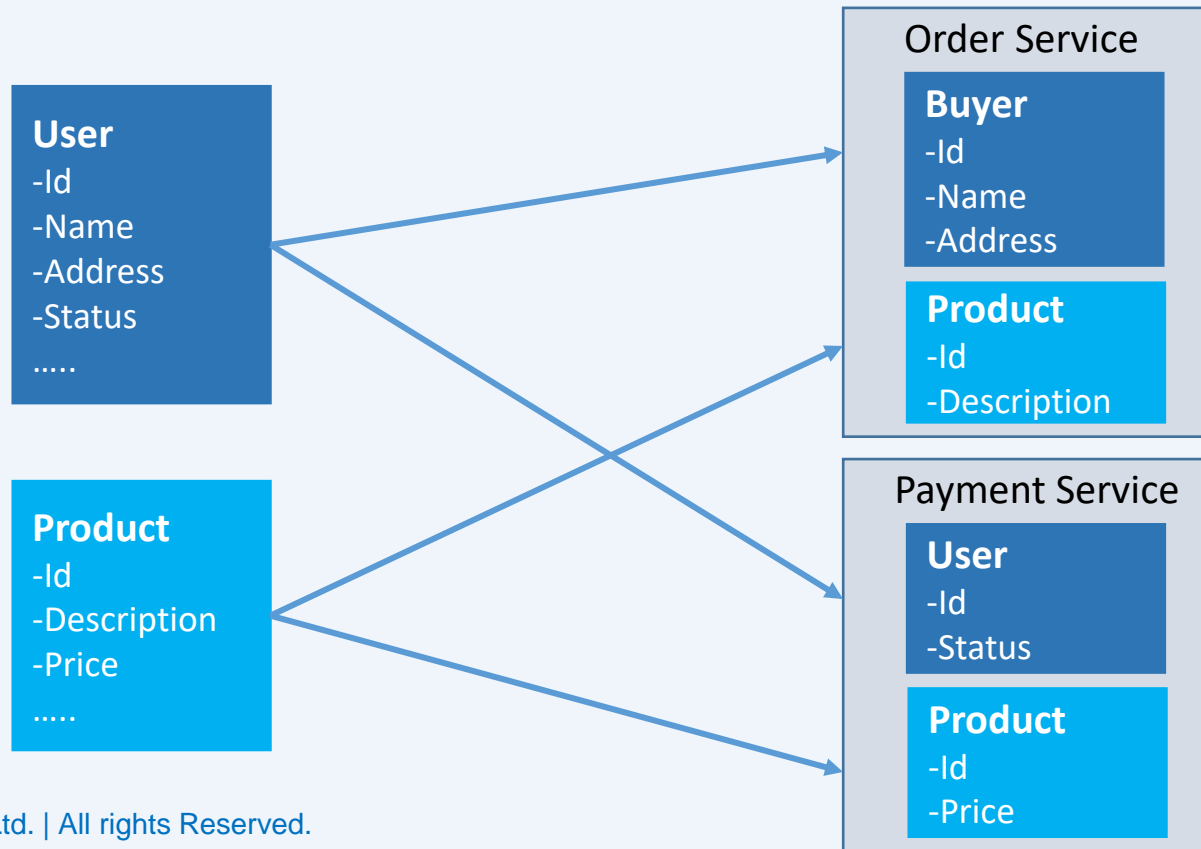 User
-Id
-Name
-Address
-Status
…..
Product
-Id
-Description
-Price
…..
Order Service
Buyer
-Id
-Name
-Address
Product
-Id
-Description
Payment Service
User
-Id
-Status
Product
-Id
-Price
Ltd. | All rights Reserved.